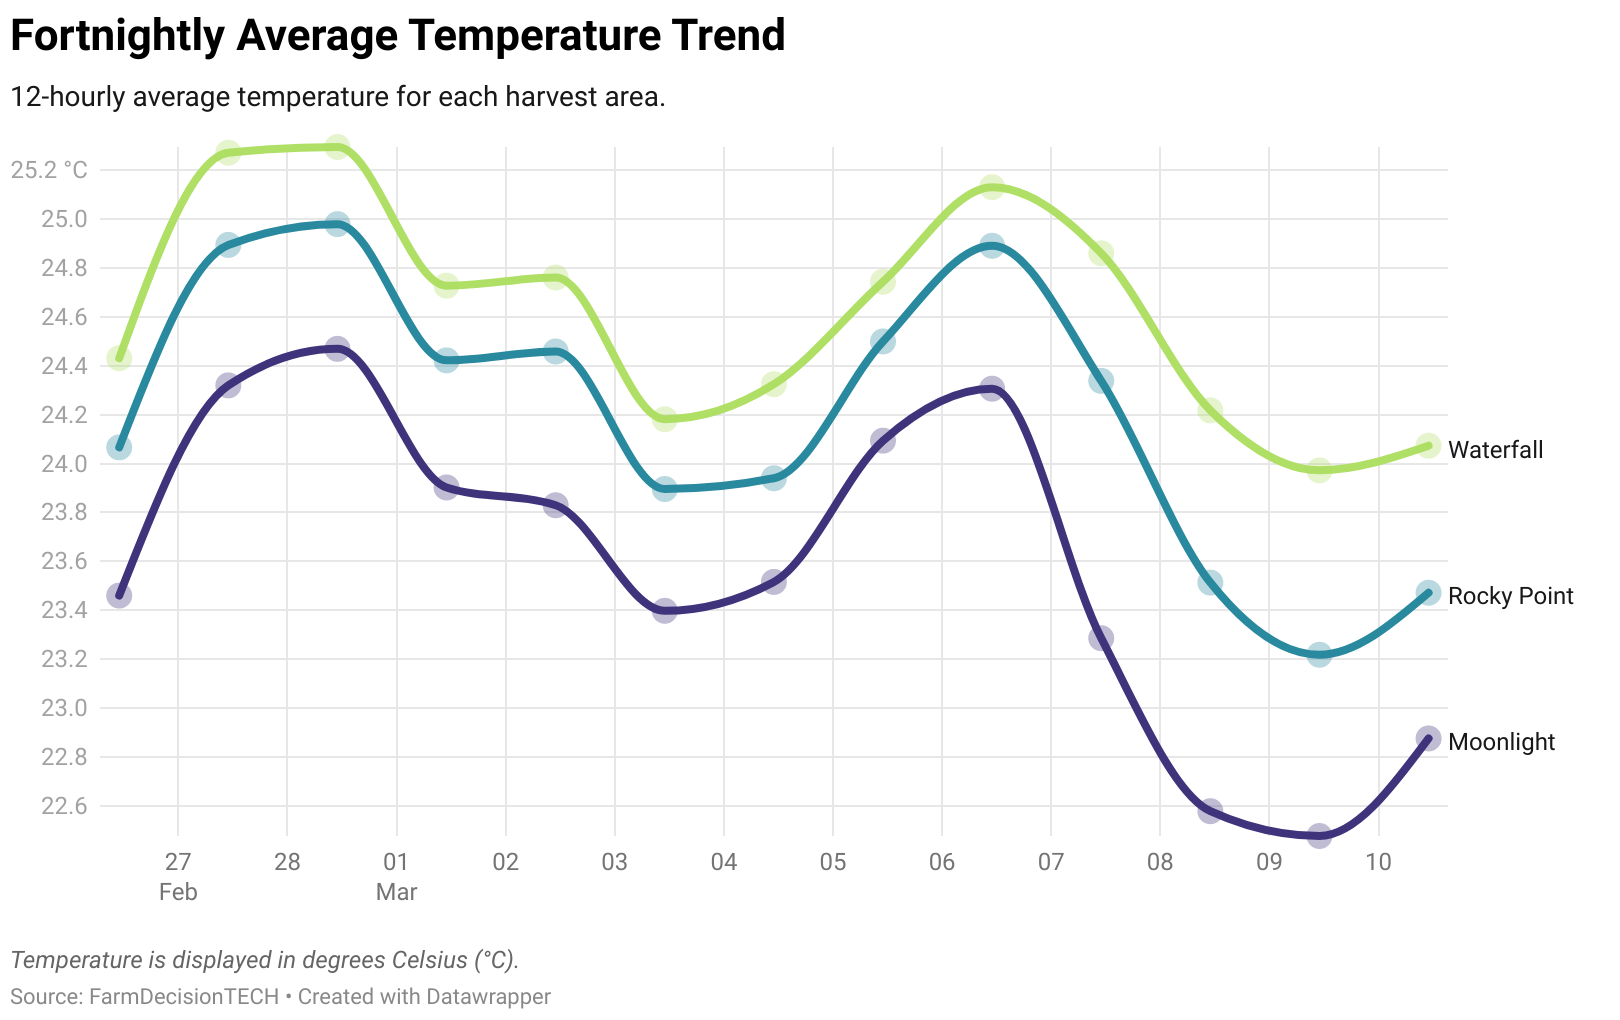 Fortnightly Average Temperature Trend
12-hourly average temperature for each harvest area.
25.2 °C
25.0
24.8
24.6
24.4
24.2
24.0
23.8
23.6
23.4
23.2
23.0
22.8
22.6
Waterfall
Rocky Point
Moonlight
27 28 01 02 03 04 05 06 07 08 09 10
Feb Mar
Temperature is displayed in degrees Celsius (°C).
Source: FarmDecisionTECH • Created with Datawrapper